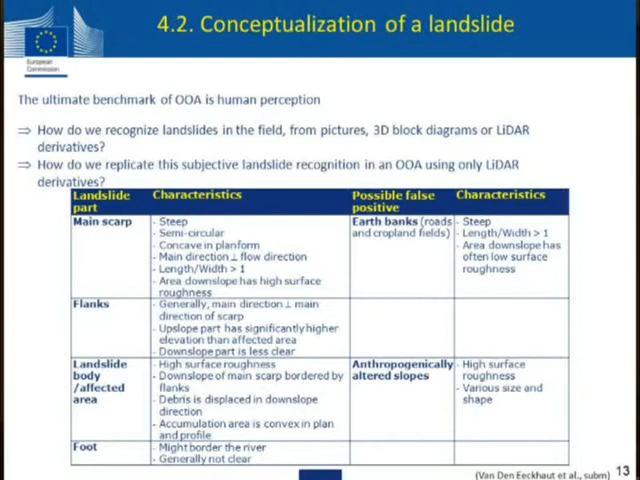 4.2. Conceptualization of a landslide
European
Commission
The ultimate benchmark of OOA is human perception
⇒ How do we recognize landslides in the field, from pictures, 3D block diagrams or LiDAR
derivatives?
⇒ How do we replicate this subjective landslide recognition in an OOA using only LiDAR
derivatives?
Landslide part
Characteristics
Possible false positive
Characteristics
Main scarp
- Steep
- Semi-circular
- Concave in planform
- Main direction ⊥ flow direction
- Length/Width > 1
- Area downslope has high surface
roughness
Earth banks (roads
and cropland fields)
- Steep
- Length/Width > 1
- Area downslope has
often low surface
roughness
Flanks
- Generally, main direction ⊥ main
direction of scarp
- Upslope part has significantly higher
elevation than affected area
- Downslope part is less clear
Landslide
body
/affected
area
- High surface roughness
- Downslope of main scarp bordered by
flanks
- Debris is displaced in downslope
direction
- Accumulation area is convex in plan
and profile
Anthropogenically
altered slopes
- High surface
roughness
- Various size and
shape
Foot
- Might border the river
- Generally not clear
(Van Den Eeckhaut et al., subm)
13